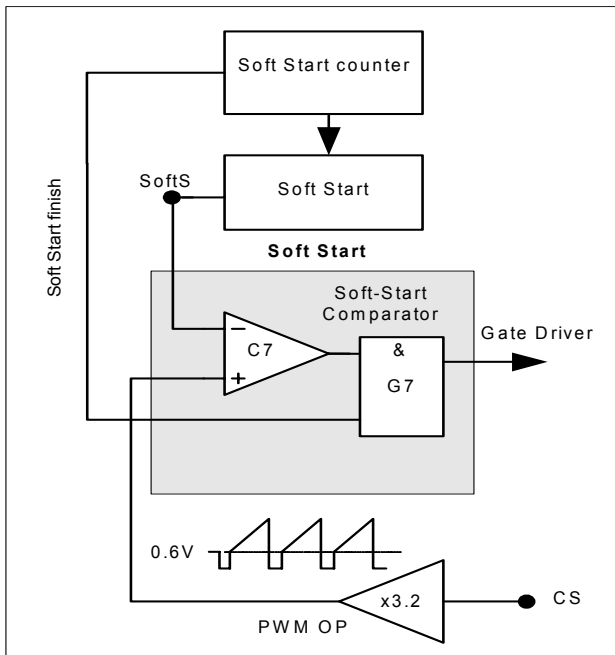 Soft Start counter
SoftS
Soft Start
Soft Start finish
Soft Start
Soft-Start
Comparator
Gate Driver
−
C7
+
&
G7
0.6V
x3.2
CS
PWM OP